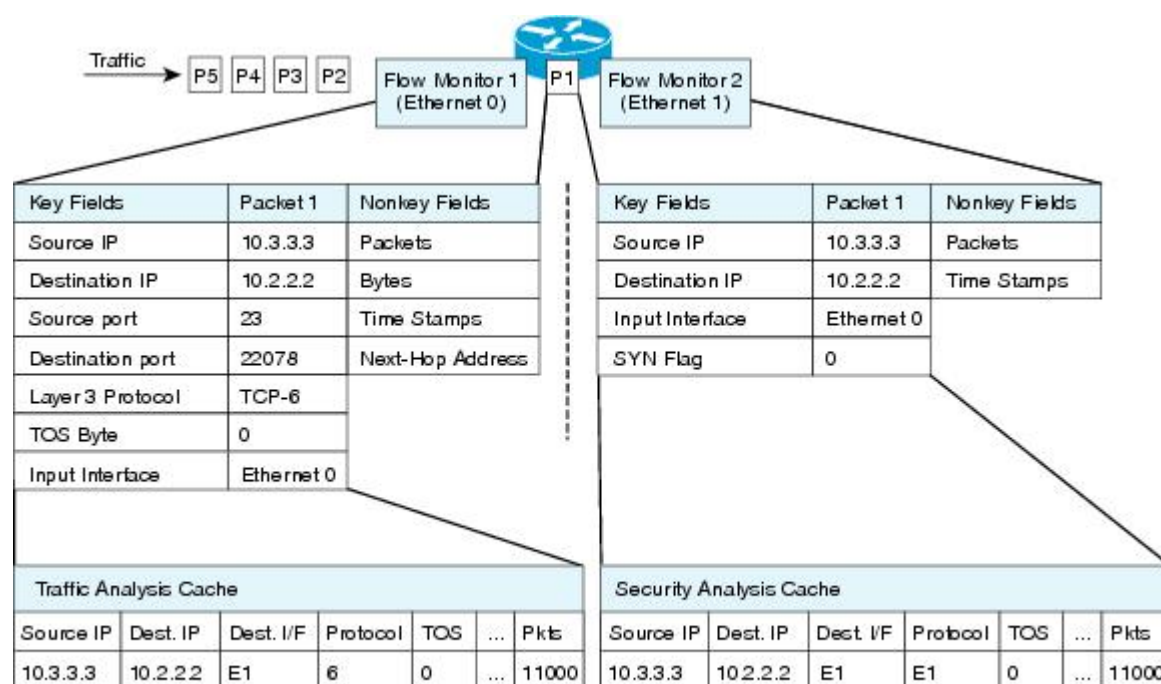 Traffic
P5 P4 P3 P2
Flow Monitor 1
(Ethernet 0)
P1
Flow Monitor 2
(Ethernet 1)
Key Fields Packet 1 Nonkey Fields
Source IP 10.3.3.3 Packets
Destination IP 10.2.2.2 Bytes
Source port 23 Time Stamps
Destination port 22078 Next-Hop Address
Layer 3 Protocol TCP-6
TOS Byte 0
Input Interface Ethernet 0
Key Fields Packet 1 Nonkey Fields
Source IP 10.3.3.3 Packets
Destination IP 10.2.2.2 Time Stamps
Input Interface Ethernet 0
SYN Flag 0
Traffic Analysis Cache
Source IP Dest. IP Dest. I/F Protocol TOS ... Pkts
10.3.3.3 10.2.2.2 E1 6 0 ... 11000
Security Analysis Cache
Source IP Dest. IP Dest. I/F Protocol TOS ... Pkts
10.3.3.3 10.2.2.2 E1 E1 0 ... 11000